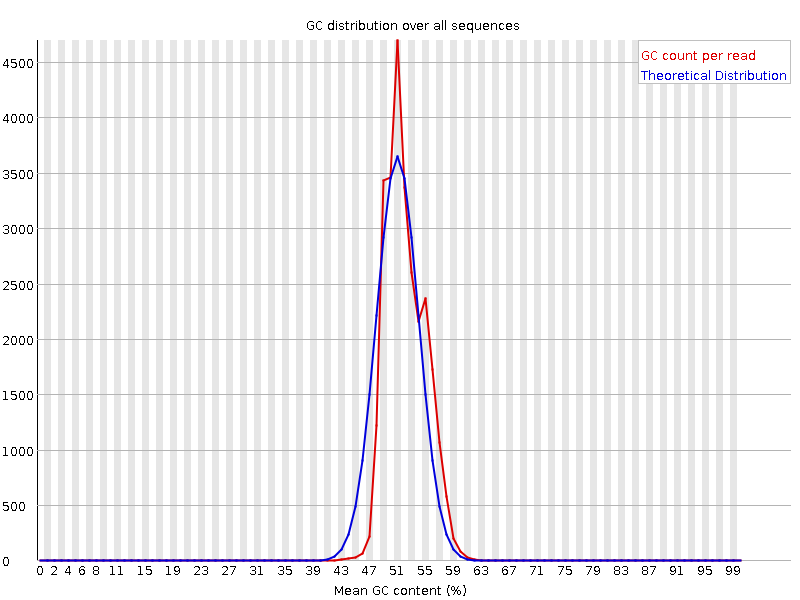 GC distribution over all sequences
GC count per read
Theoretical Distribution
4500
4000
3500
3000
2500
2000
1500
1000
500
0
0 2 4 6 8 11 15 19 23 27 31 35 39 43 47 51 55 59 63 67 71 75 79 83 87 91 95 99
Mean GC content (%)